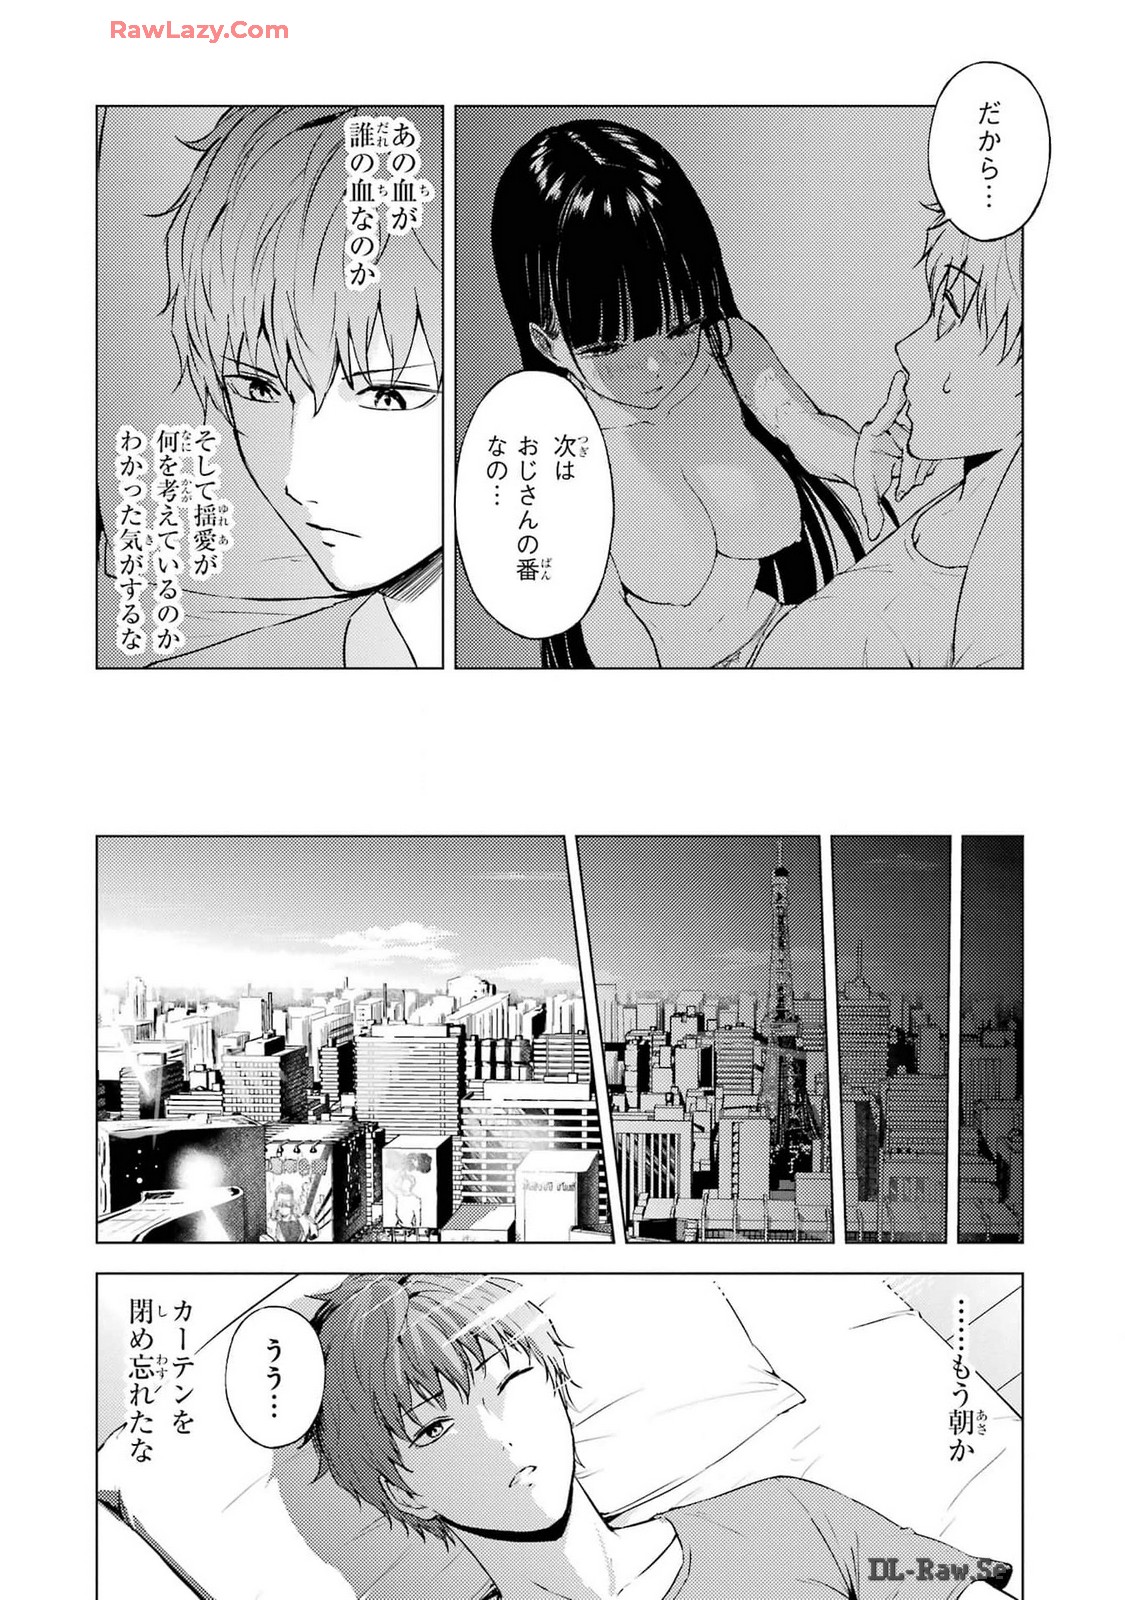 RawLazy.Com
だから…
次は
おじさんの番
なの…
あの血が
誰の血なのか
そして揺愛が
何を考えているのか
わかった気がするな
……もう朝か
うう…
カーテンを
閉め忘れたな
DL-Raw.Se